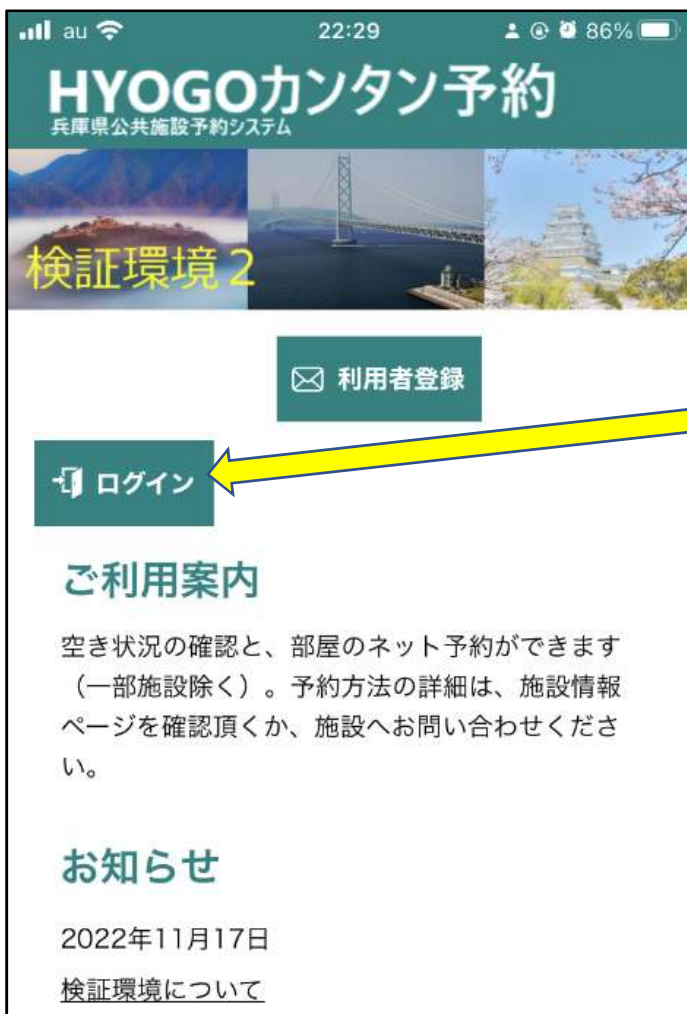 au 22:29 86%
HYOGOカンタン予約
兵庫県公共施設予約システム
検証環境2
利用者登録
ログイン
ご利用案内
空き状況の確認と、部屋のネット予約ができます
（一部施設除く）。予約方法の詳細は、施設情報
ページを確認頂くか、施設へお問い合わせくださ
い。
お知らせ
2022年11月17日
検証環境について